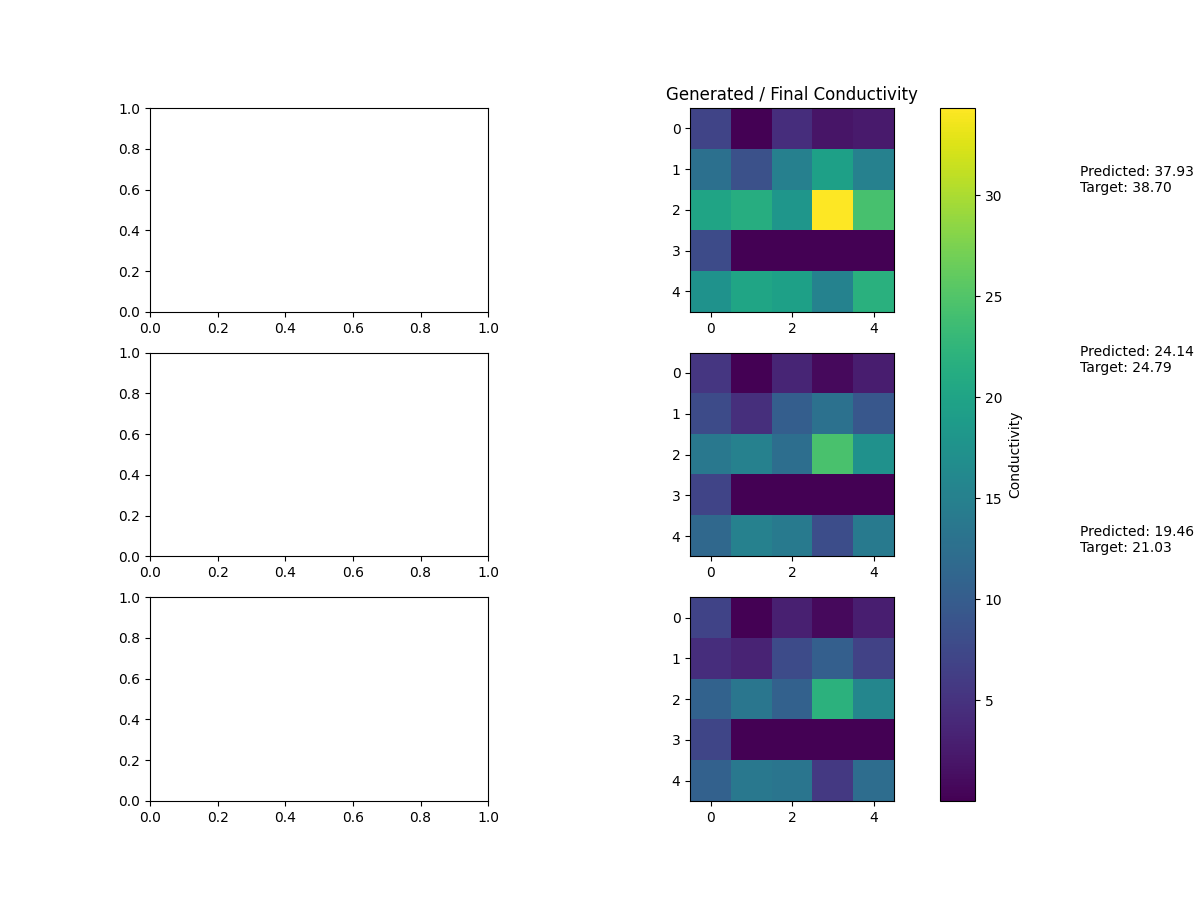 Generated / Final Conductivity
1.0
0.8
0.6
0.4
0.2
0.0
0.0 0.2 0.4 0.6 0.8 1.0
0
1
2
3
4
0 2 4
Predicted: 37.93
Target: 38.70
1.0
0.8
0.6
0.4
0.2
0.0
0.0 0.2 0.4 0.6 0.8 1.0
0
1
2
3
4
0 2 4
Predicted: 24.14
Target: 24.79
1.0
0.8
0.6
0.4
0.2
0.0
0.0 0.2 0.4 0.6 0.8 1.0
0
1
2
3
4
0 2 4
Predicted: 19.46
Target: 21.03
30
25
20
15
10
5
Conductivity